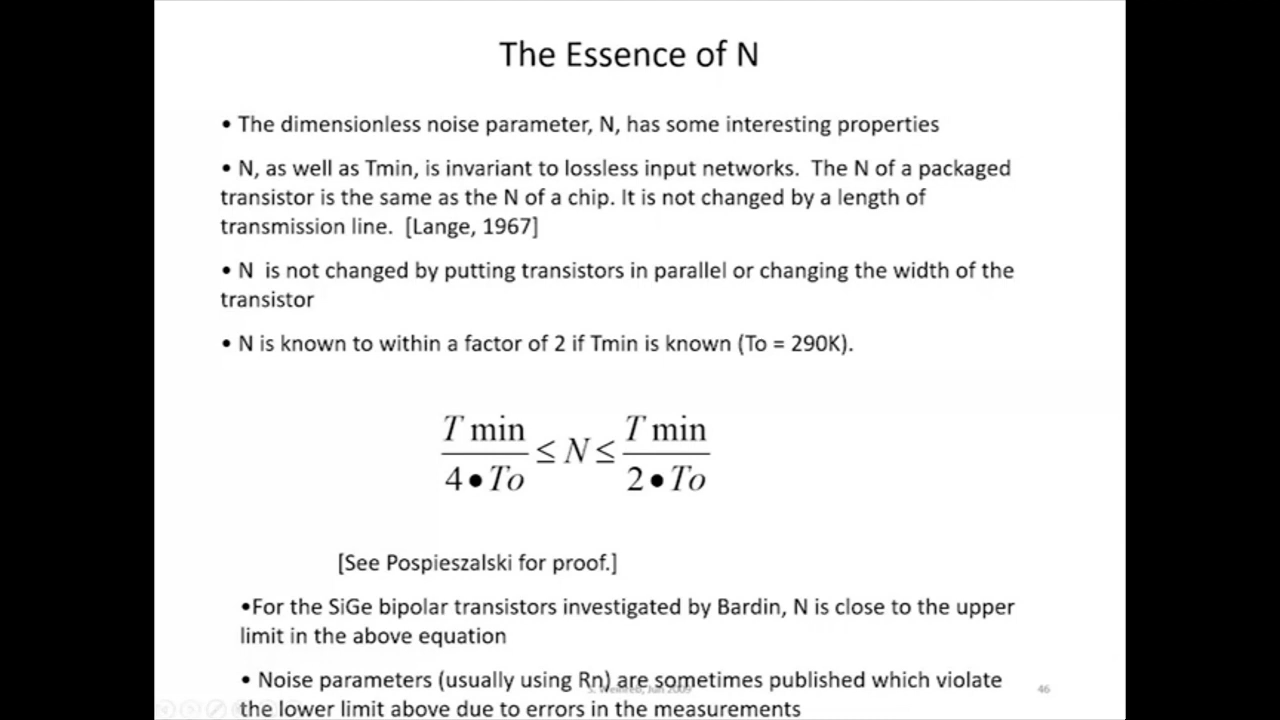 The Essence of N
• The dimensionless noise parameter, N, has some interesting properties
• N, as well as Tmin, is invariant to lossless input networks.  The N of a packaged
transistor is the same as the N of a chip. It is not changed by a length of
transmission line.  [Lange, 1967]
• N  is not changed by putting transistors in parallel or changing the width of the
transistor
• N is known to within a factor of 2 if Tmin is known (To = 290K).
T min / 4 • To ≤ N ≤ T min / 2 • To
[See Pospieszalski for proof.]
•For the SiGe bipolar transistors investigated by Bardin, N is close to the upper
limit in the above equation
• Noise parameters (usually using Rn) are sometimes published which violate
S. Weinreb, Jun 2009
46
the lower limit above due to errors in the measurements